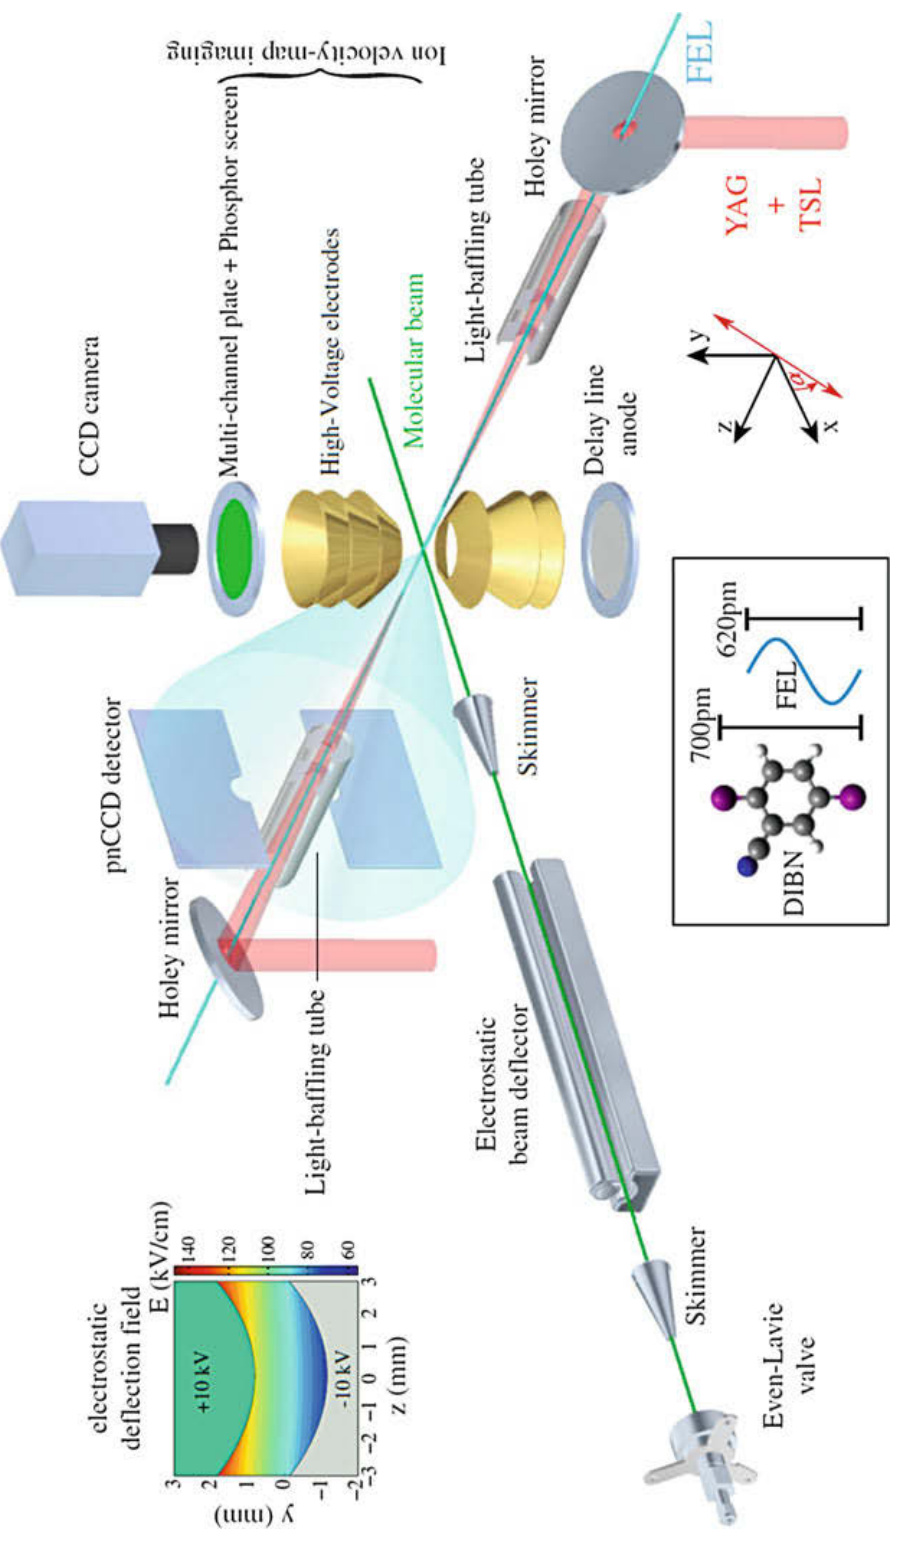 electrostatic
deflection field
E (kV/cm)
3
2
1
0
−1
−2
y (mm)
+10 kV
-10 kV
−3
−2
−1
0
1
2
3
z (mm)
140
120
100
80
60
Holey mirror
pnCCD detector
Light-baffling tube
CCD camera
Multi-channel plate + Phosphor screen
High-Voltage electrodes
Ion velocity-map imaging
Molecular beam
Light-baffling tube
Holey mirror
FEL
YAG
+
TSL
Delay line
anode
y
z
x
α
Even-Lavie
valve
Skimmer
Electrostatic
beam deflector
Skimmer
DIBN
700pm
FEL
620pm